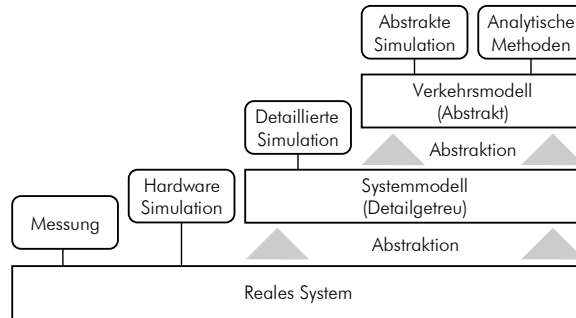 Abstrakte
Simulation
Analytische
Methoden
Verkehrsmodell
(Abstrakt)
Detaillierte
Simulation
Abstraktion
Hardware
Simulation
Systemmodell
(Detailgetreu)
Messung
Abstraktion
Reales System